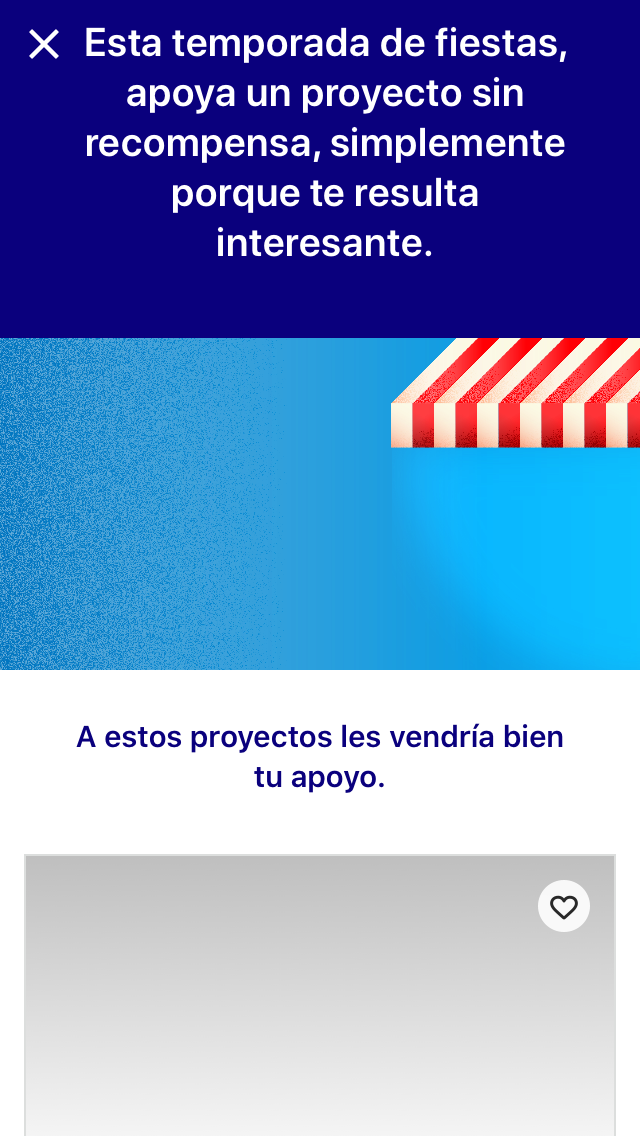 Esta temporada de fiestas,
apoya un proyecto sin
recompensa, simplemente
porque te resulta
interesante.
A estos proyectos les vendría bien
tu apoyo.